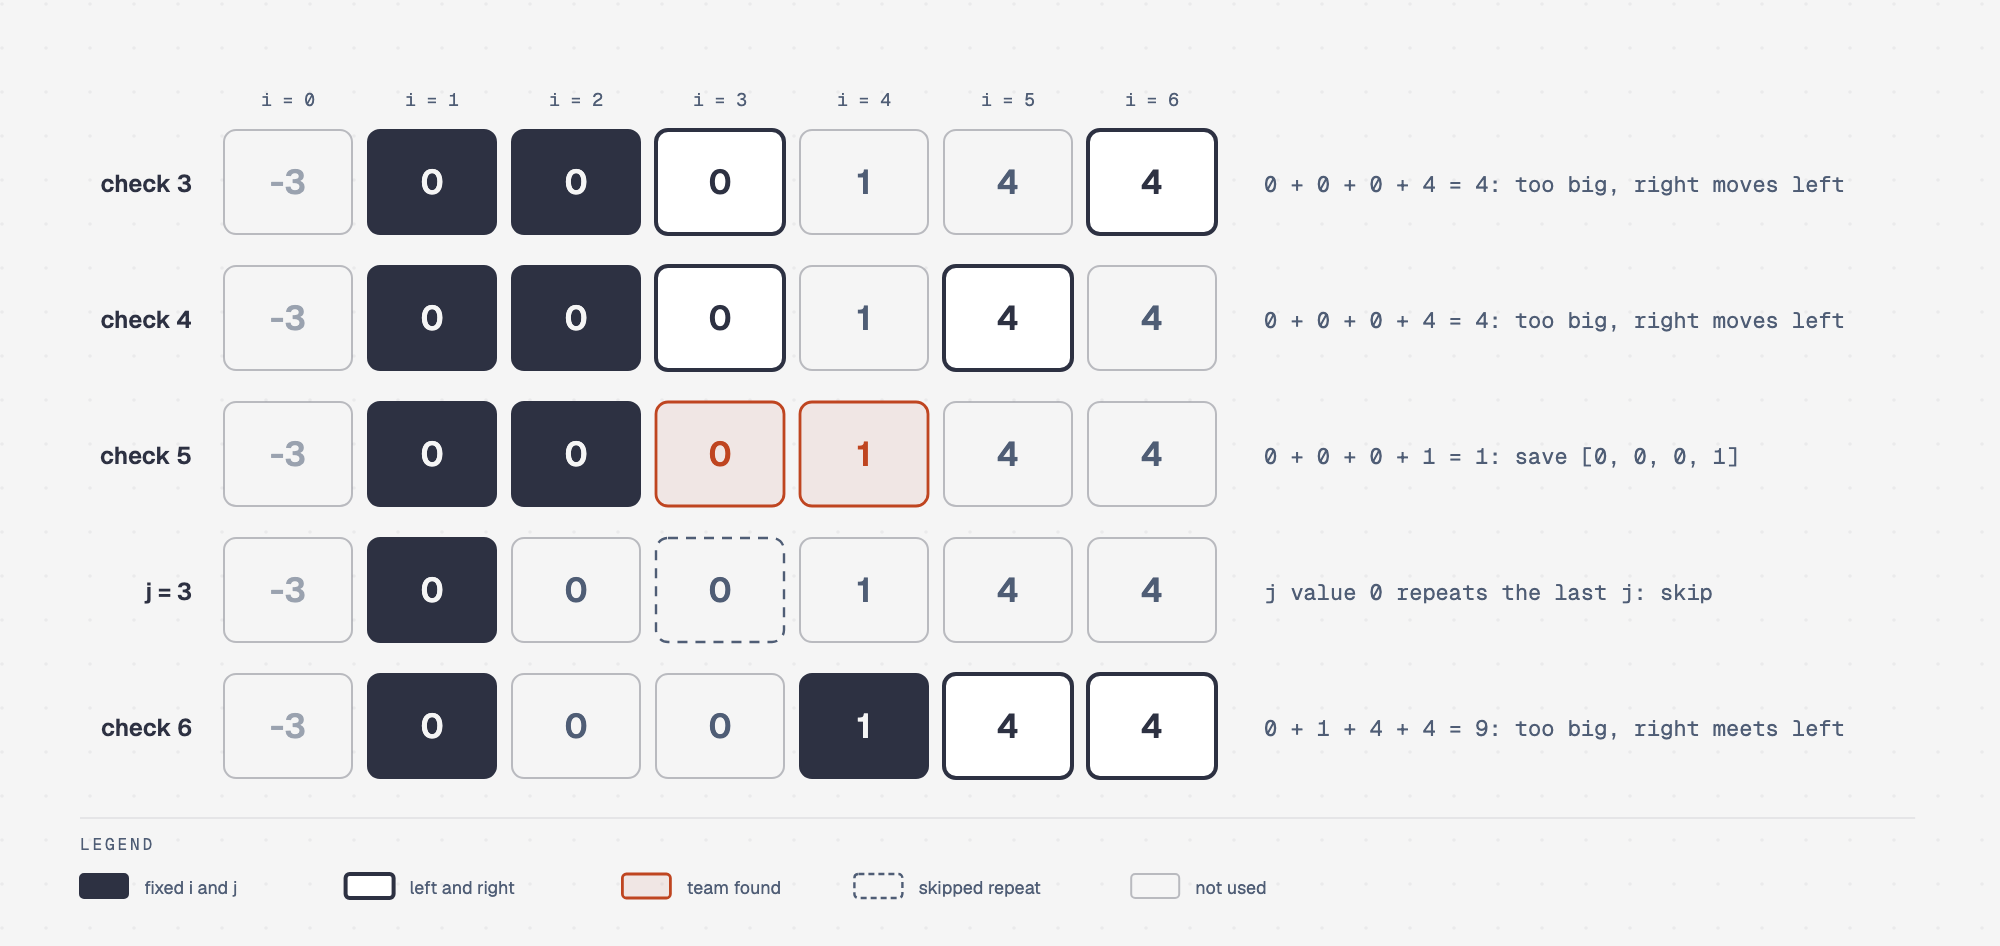 i = 0 i = 1 i = 2 i = 3 i = 4 i = 5 i = 6
check 3 -3 0 0 0 1 4 4 0 + 0 + 0 + 4 = 4: too big, right moves left
check 4 -3 0 0 0 1 4 4 0 + 0 + 0 + 4 = 4: too big, right moves left
check 5 -3 0 0 0 1 4 4 0 + 0 + 0 + 1 = 1: save [0, 0, 0, 1]
j = 3 -3 0 0 0 1 4 4 j value 0 repeats the last j: skip
check 6 -3 0 0 0 1 4 4 0 + 1 + 4 + 4 = 9: too big, right meets left
LEGEND
fixed i and j left and right team found skipped repeat not used